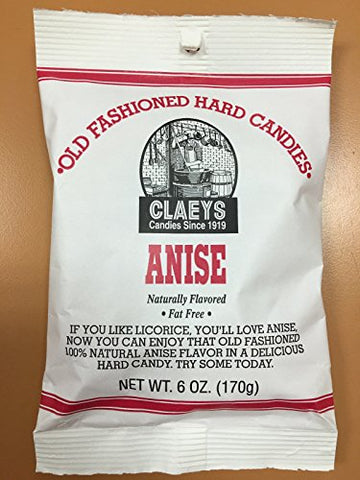 •OLD FASHIONED HARD CANDIES•
CLAEYS
Candies Since 1919
ANISE
Naturally Flavored
• Fat Free •
IF YOU LIKE LICORICE, YOU'LL LOVE ANISE,
NOW YOU CAN ENJOY THAT OLD FASHIONED
100% NATURAL ANISE FLAVOR IN A DELICIOUS
HARD CANDY. TRY SOME TODAY.
NET WT. 6 OZ. (170g)